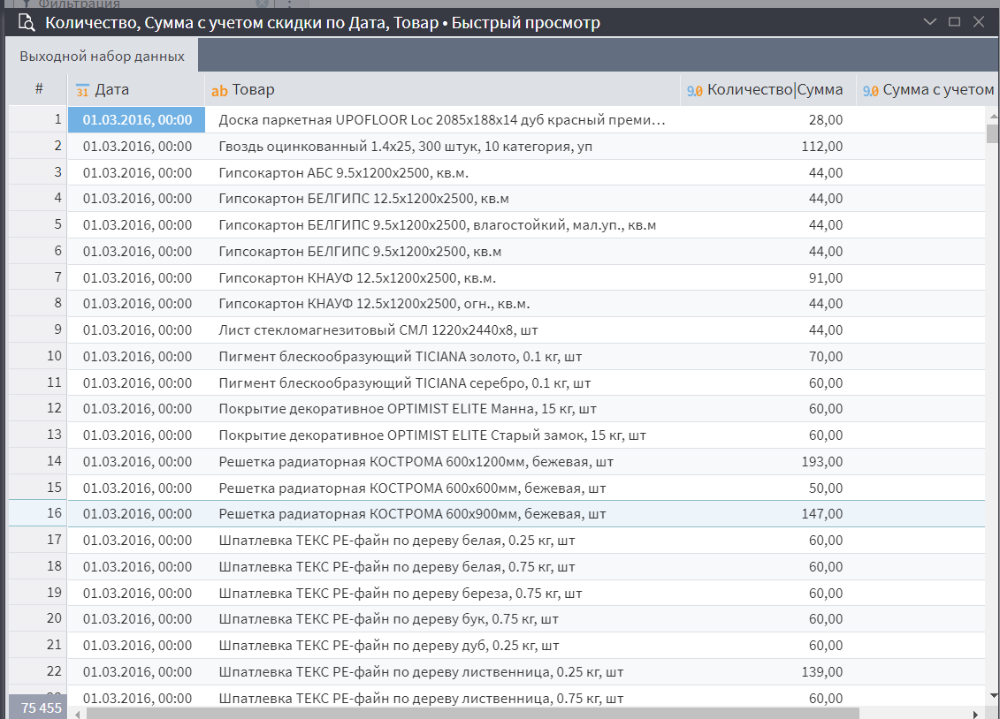 Фильтрация
Количество, Сумма с учетом скидки по Дата, Товар • Быстрый просмотр
Выходной набор данных
# 31 Дата ab Товар 9.0 Количество|Сумма 9.0 Сумма с учетом
1 01.03.2016, 00:00 Доска паркетная UPOFLOOR Loc 2085x188x14 дуб красный преми... 28,00
2 01.03.2016, 00:00 Гвоздь оцинкованный 1.4x25, 300 штук, 10 категория, уп 112,00
3 01.03.2016, 00:00 Гипсокартон АБС 9.5x1200x2500, кв.м. 44,00
4 01.03.2016, 00:00 Гипсокартон БЕЛГИПС 12.5x1200x2500, кв.м 44,00
5 01.03.2016, 00:00 Гипсокартон БЕЛГИПС 9.5x1200x2500, влагостойкий, мал.уп., кв.м 44,00
6 01.03.2016, 00:00 Гипсокартон БЕЛГИПС 9.5x1200x2500, кв.м 44,00
7 01.03.2016, 00:00 Гипсокартон КНАУФ 12.5x1200x2500, кв.м. 91,00
8 01.03.2016, 00:00 Гипсокартон КНАУФ 12.5x1200x2500, огн., кв.м. 44,00
9 01.03.2016, 00:00 Лист стекломагнезитовый СМЛ 1220x2440x8, шт 44,00
10 01.03.2016, 00:00 Пигмент блескообразующий TICIANA золото, 0.1 кг, шт 70,00
11 01.03.2016, 00:00 Пигмент блескообразующий TICIANA серебро, 0.1 кг, шт 60,00
12 01.03.2016, 00:00 Покрытие декоративное OPTIMIST ELITE Манна, 15 кг, шт 60,00
13 01.03.2016, 00:00 Покрытие декоративное OPTIMIST ELITE Старый замок, 15 кг, шт 60,00
14 01.03.2016, 00:00 Решетка радиаторная КОСТРОМА 600x1200мм, бежевая, шт 193,00
15 01.03.2016, 00:00 Решетка радиаторная КОСТРОМА 600x600мм, бежевая, шт 50,00
16 01.03.2016, 00:00 Решетка радиаторная КОСТРОМА 600x900мм, бежевая, шт 147,00
17 01.03.2016, 00:00 Шпатлевка ТЕКС РЕ-файн по дереву белая, 0.25 кг, шт 60,00
18 01.03.2016, 00:00 Шпатлевка ТЕКС РЕ-файн по дереву белая, 0.75 кг, шт 60,00
19 01.03.2016, 00:00 Шпатлевка ТЕКС РЕ-файн по дереву береза, 0.75 кг, шт 60,00
20 01.03.2016, 00:00 Шпатлевка ТЕКС РЕ-файн по дереву бук, 0.75 кг, шт 60,00
21 01.03.2016, 00:00 Шпатлевка ТЕКС РЕ-файн по дереву дуб, 0.25 кг, шт 60,00
22 01.03.2016, 00:00 Шпатлевка ТЕКС РЕ-файн по дереву лиственница, 0.25 кг, шт 139,00
01.03.2016, 00:00 Шпатлевка ТЕКС РЕ-файн по дереву лиственница, 0.75 кг, шт 60,00
75 455